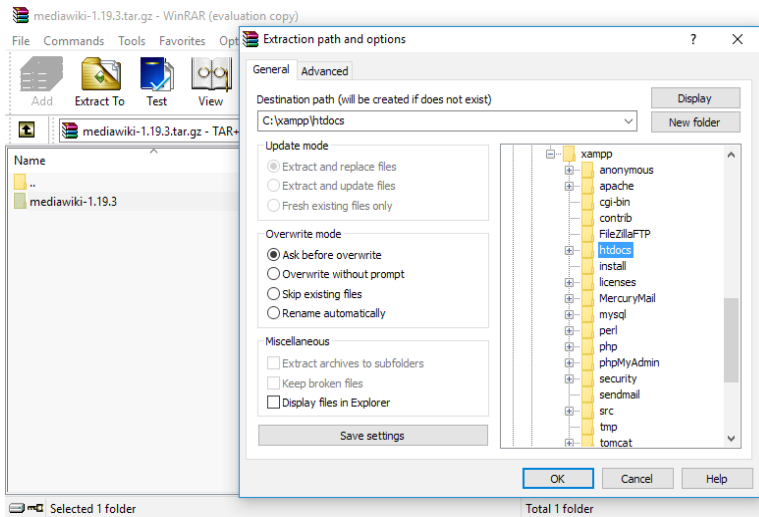 mediawiki-1.19.3.tar.gz - WinRAR (evaluation copy)
File Commands Tools Favorites Opt
Add Extract To Test View
mediawiki-1.19.3.tar.gz - TAR+
Name
..
mediawiki-1.19.3
Selected 1 folder
Total 1 folder
Extraction path and options
?
General Advanced
Destination path (will be created if does not exist)
C:\xampp\htdocs
Display
New folder
Update mode
Extract and replace files
Extract and update files
Fresh existing files only
Overwrite mode
Ask before overwrite
Overwrite without prompt
Skip existing files
Rename automatically
Miscellaneous
Extract archives to subfolders
Keep broken files
Display files in Explorer
Save settings
xampp
anonymous
apache
cgi-bin
contrib
FileZillaFTP
htdocs
install
licenses
MercuryMail
mysql
perl
php
phpMyAdmin
security
sendmail
src
tmp
tomcat
OK Cancel Help